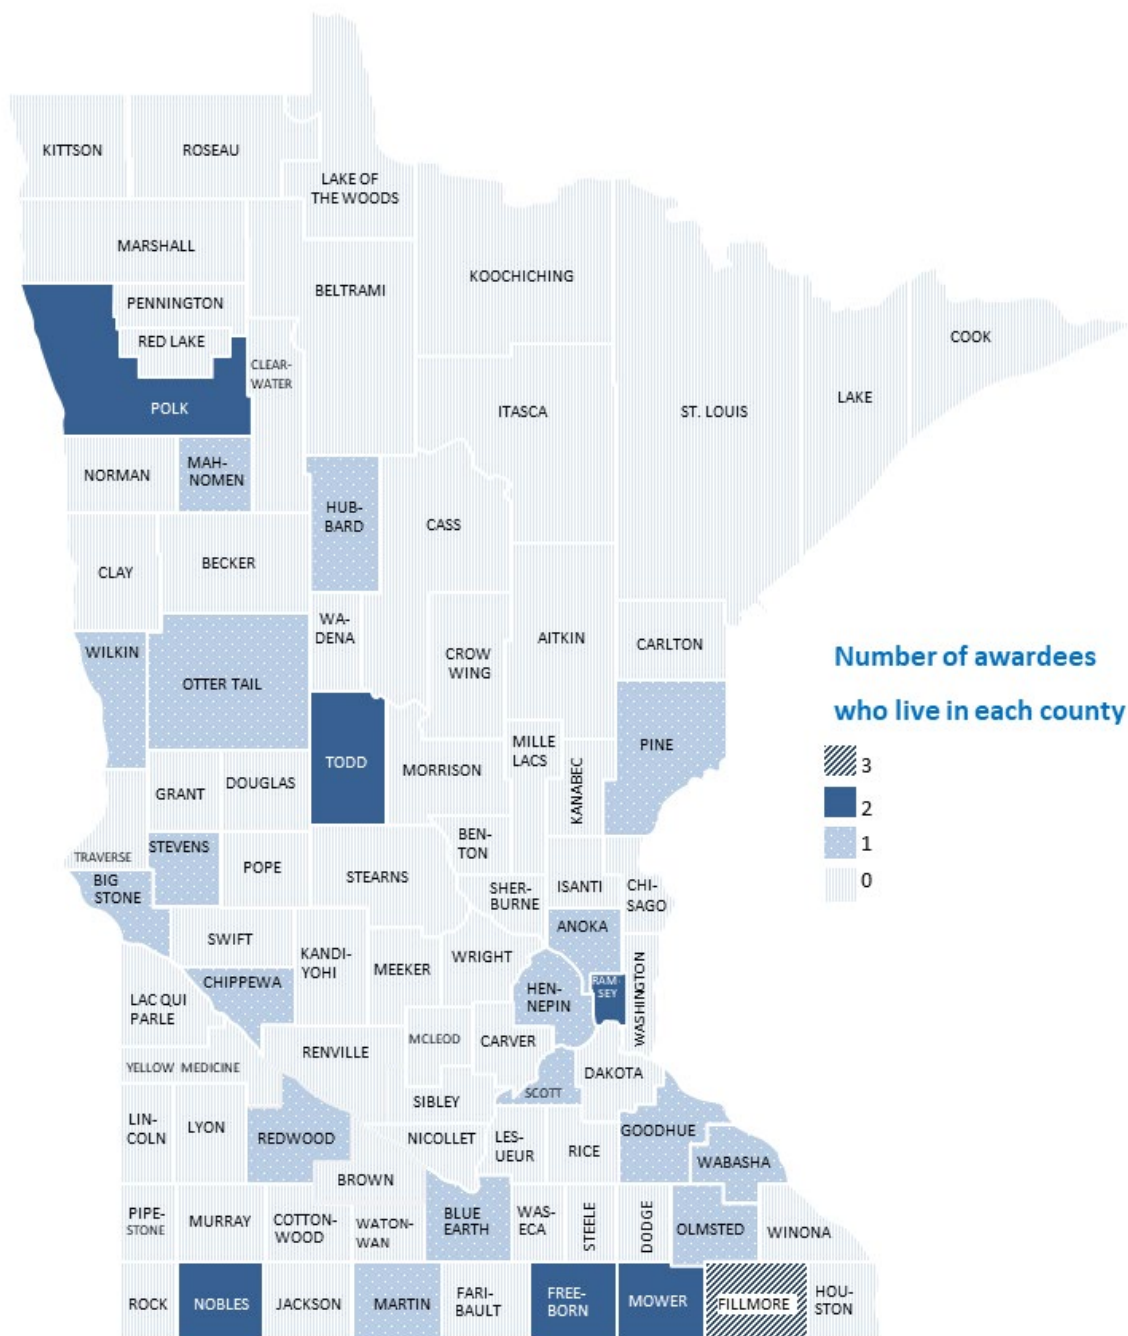 KITTSON
ROSEAU
LAKE OF
THE WOODS
MARSHALL
KOOCHICHING
PENNINGTON
BELTRAMI
RED LAKE
COOK
CLEAR-
WATER
LAKE
POLK
ITASCA
ST. LOUIS
NORMAN
MAH-
NOMEN
HUB-
BARD
CASS
CLAY
BECKER
WA-
DENA
AITKIN
CARLTON
WILKIN
CROW
WING
OTTER TAIL
Number of awardees
who live in each county
3
2
1
0
PINE
MILLE
LACS
TODD
MORRISON
GRANT
DOUGLAS
KANABEC
BEN-
TON
STEVENS
TRAVERSE
POPE
STEARNS
BIG
STONE
SHER-
BURNE
ISANTI
CHI-
SAGO
ANOKA
SWIFT
KANDI-
YOHI
MEEKER
WRIGHT
CHIPPEWA
HEN-
NEPIN
RAM-
SEY
WASHINGTON
LAC QUI
PARLE
MCLEOD
CARVER
RENVILLE
YELLOW MEDICINE
DAKOTA
SCOTT
SIBLEY
LIN-
COLN
LYON
REDWOOD
NICOLLET
LES-
UEUR
RICE
GOODHUE
WABASHA
BROWN
PIPE-
STONE
MURRAY
COTTON-
WOOD
WATON-
WAN
BLUE
EARTH
WAS-
ECA
STEELE
DODGE
OLMSTED
WINONA
ROCK
NOBLES
JACKSON
MARTIN
FARI-
BAULT
FREE-
BORN
MOWER
FILLMORE
HOU-
STON